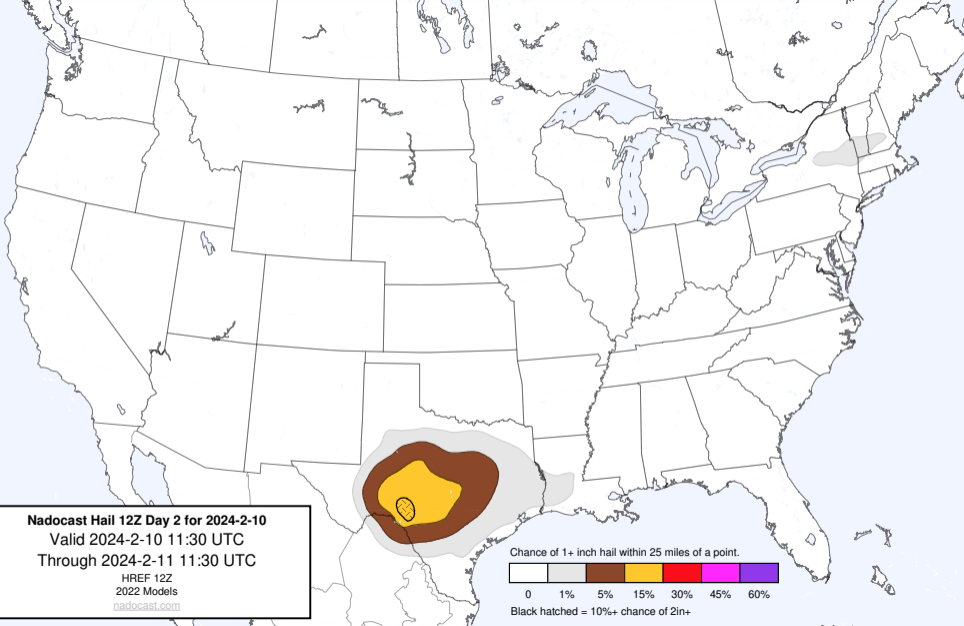 Nadocast Hail 12Z Day 2 for 2024-2-10
Valid 2024-2-10 11:30 UTC
Through 2024-2-11 11:30 UTC
HREF 12Z
2022 Models
nadocast.com
Chance of 1+ inch hail within 25 miles of a point.
0 1% 5% 15% 30% 45% 60%
Black hatched = 10%+ chance of 2in+